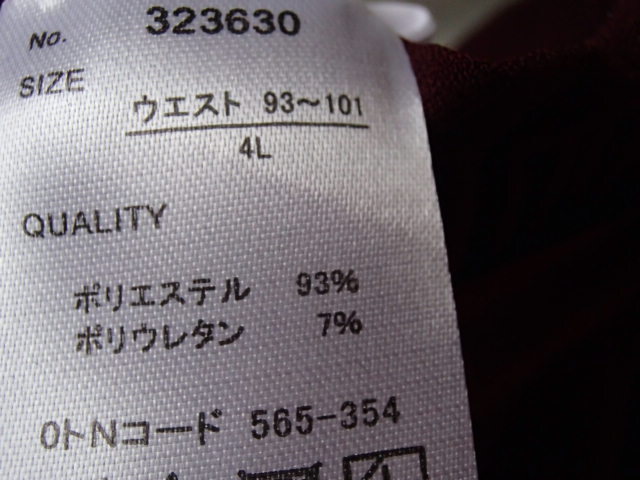 No. 323630
SIZE
ウエスト 93～101
4L
QUALITY
ポリエステル 93%
ポリウレタン 7%
OトNコード 565-354